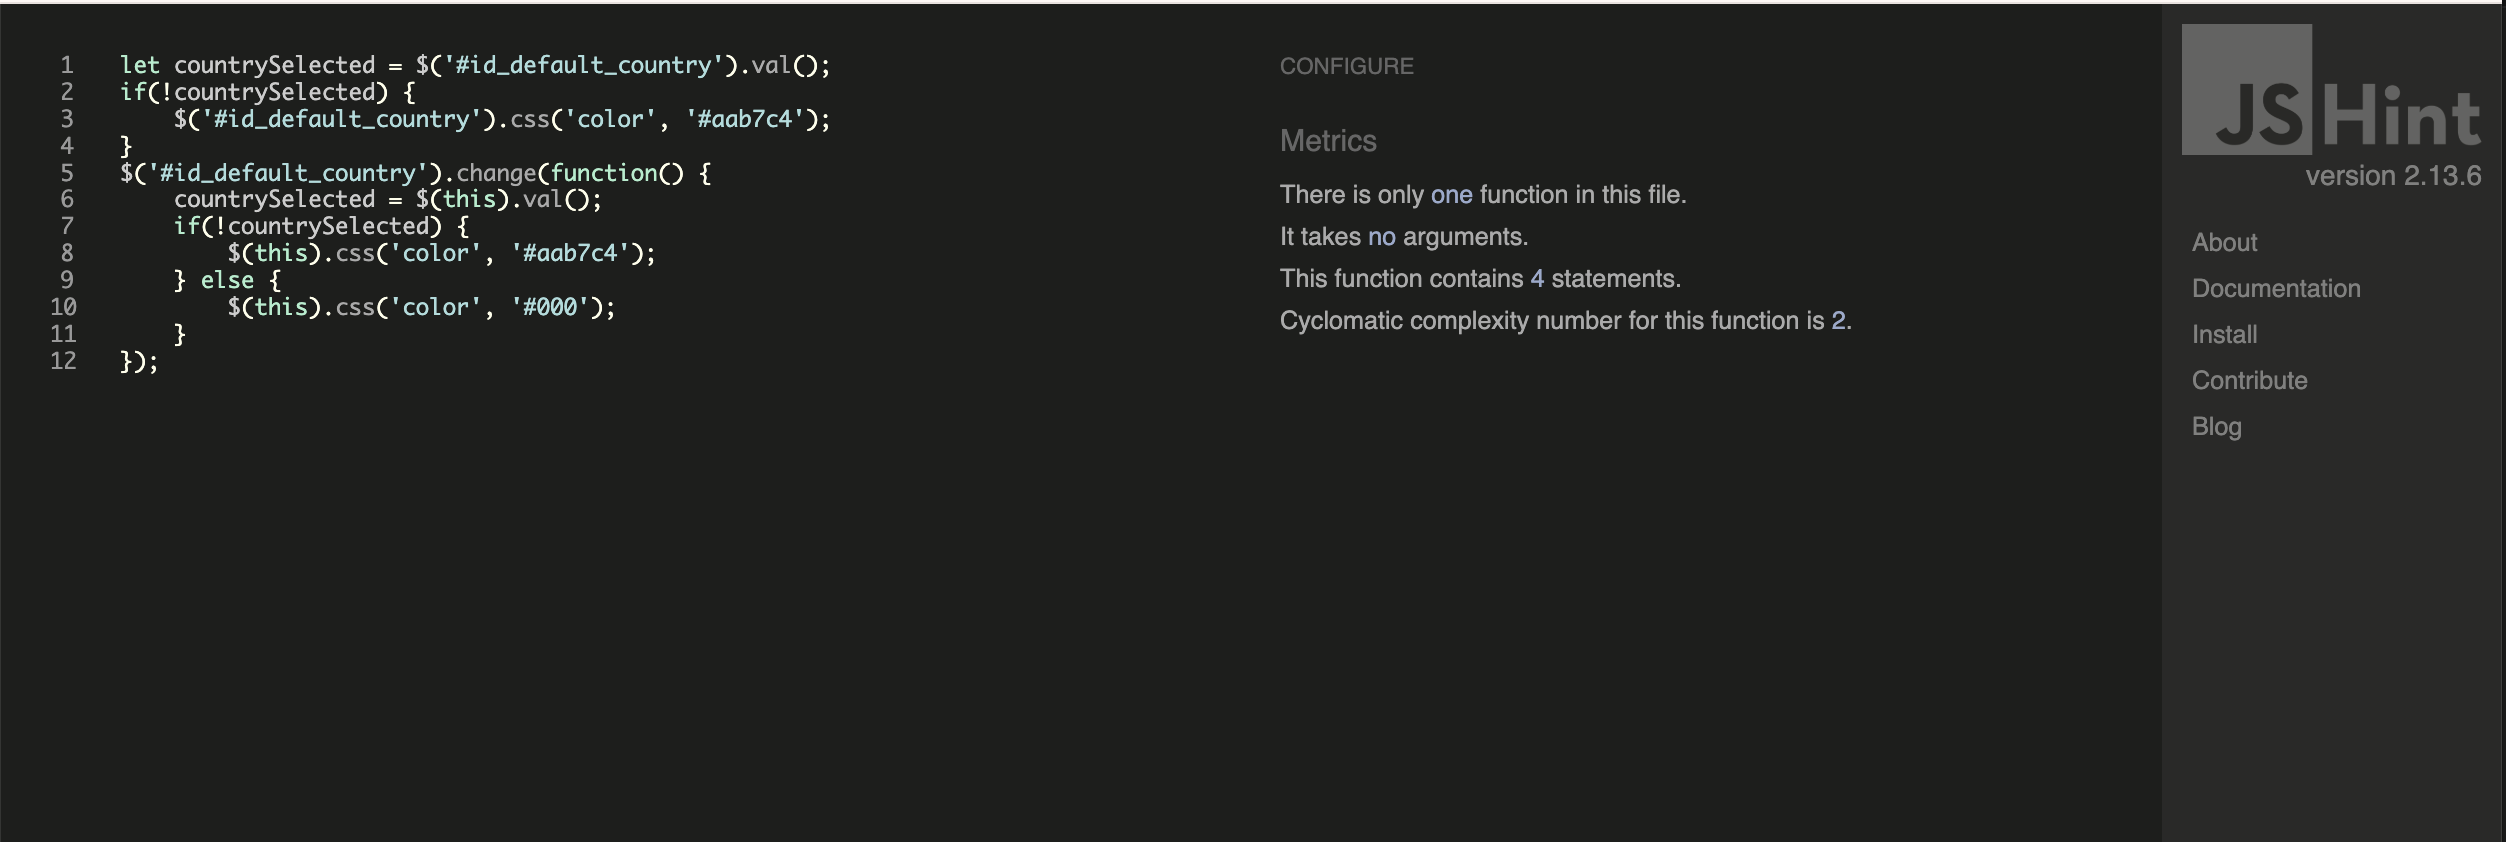 1 let countrySelected = $('#id_default_country').val();
2 if(!countrySelected) {
3     $('#id_default_country').css('color', '#aab7c4');
4 }
5 $('#id_default_country').change(function() {
6     countrySelected = $(this).val();
7     if(!countrySelected) {
8         $(this).css('color', '#aab7c4');
9     } else {
10         $(this).css('color', '#000');
11     }
12 });
CONFIGURE
Metrics
There is only one function in this file.
It takes no arguments.
This function contains 4 statements.
Cyclomatic complexity number for this function is 2.
JSHint
version 2.13.6
About
Documentation
Install
Contribute
Blog